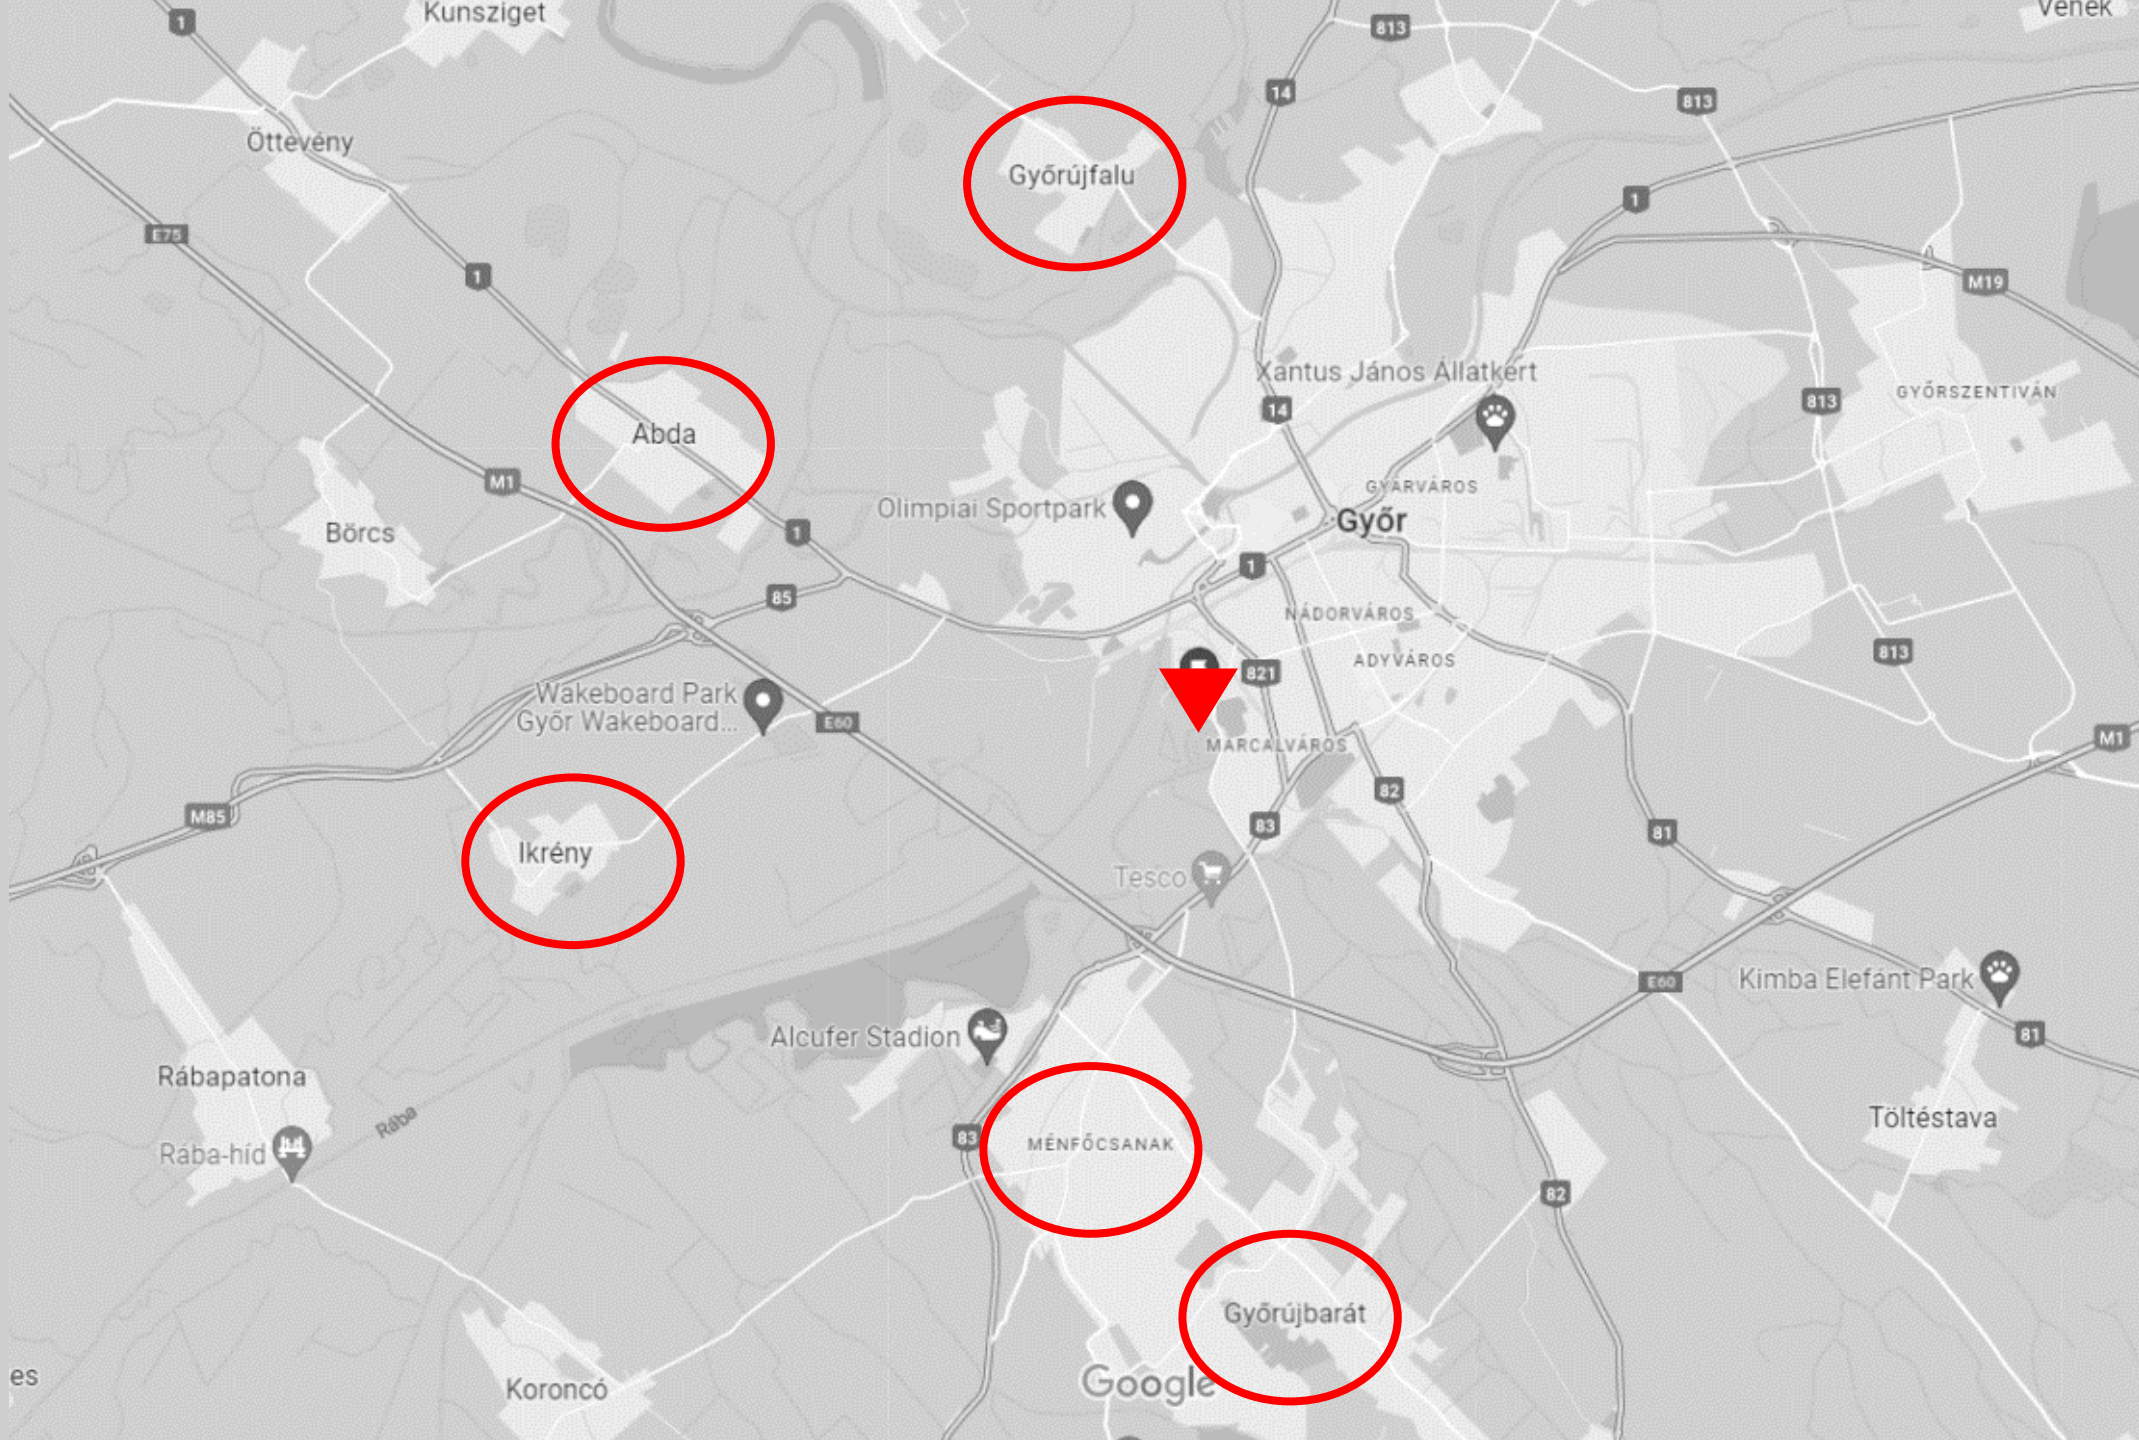 Kunsziget
Vének
1
813
14
813
Öttevény
Győrújfalu
1
E75
1
M19
Xantus János Állatkert
GYŐRSZENTIVÁN
813
14
Abda
M1
GYÁRVÁROS
Olimpiai Sportpark
Győr
Börcs
1
1
85
NÁDORVÁROS
ADYVÁROS
813
821
Wakeboard Park
Győr Wakeboard...
E60
MARCALVÁROS
M1
82
M85
83
81
Ikrény
Tesco
Kimba Elefánt Park
E60
Alcufer Stadion
81
Rábapatona
Rába
Töltéstava
83
MÉNFŐCSANAK
Rába-híd
82
Győrújbarát
es
Koroncó
Google